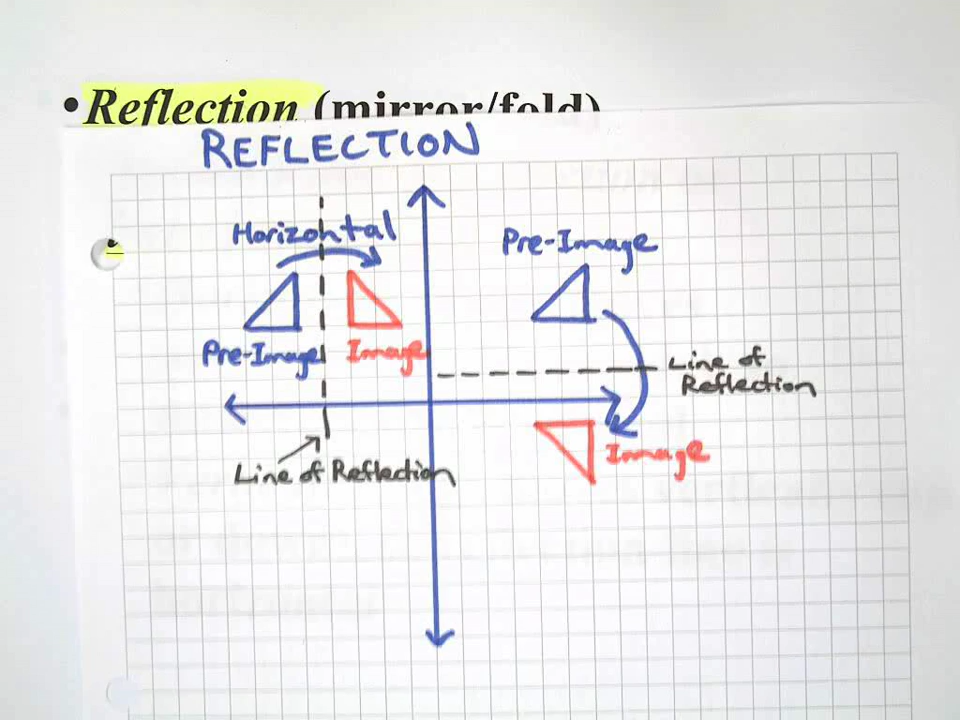 •Reflection (mirror/fold)
REFLECTION
Horizontal
Pre-Image
Pre-Image
Image
Line of
Reflection
Image
Line of Reflection